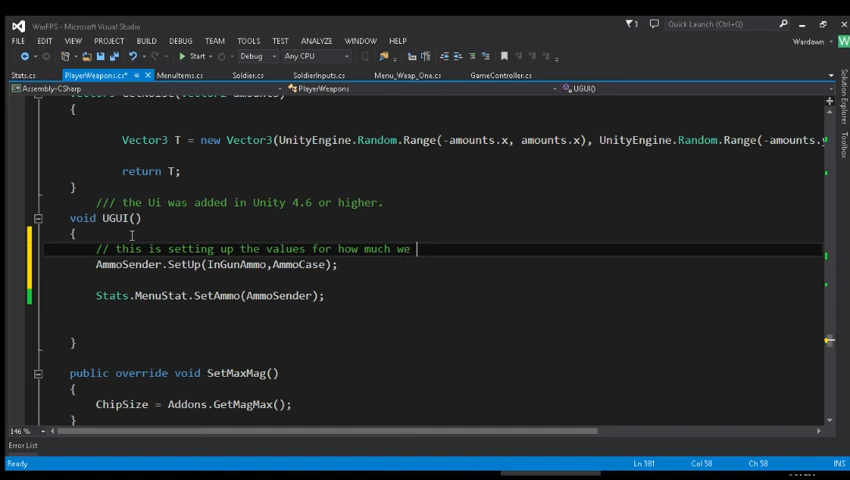 WarFPS - Microsoft Visual Studio
3
Quick Launch (Ctrl+Q)
FILE EDIT VIEW PROJECT BUILD DEBUG TEAM TOOLS TEST ANALYZE WINDOW HELP
Wardawn
W
Start Debug Any CPU
Stats.cs PlayerWeapons.cs* MenuItems.cs Soldier.cs SoldierInputs.cs Menu_Weap_One.cs GameController.cs
Assembly-CSharp PlayerWeapons UGUI()
{
Vector3 T = new Vector3(UnityEngine.Random.Range(-amounts.x, amounts.x), UnityEngine.Random.Range(-amounts.y
return T;
}
/// the Ui was added in Unity 4.6 or higher.
void UGUI()
{
// this is setting up the values for how much we
AmmoSender.SetUp(InGunAmmo,AmmoCase);
Stats.MenuStat.SetAmmo(AmmoSender);
}
public override void SetMaxMag()
{
ChipSize = Addons.GetMagMax();
}
146 %
Error List
Ready Ln 381 Col 58 Ch 58 INS
Solution Explorer
Toolbox